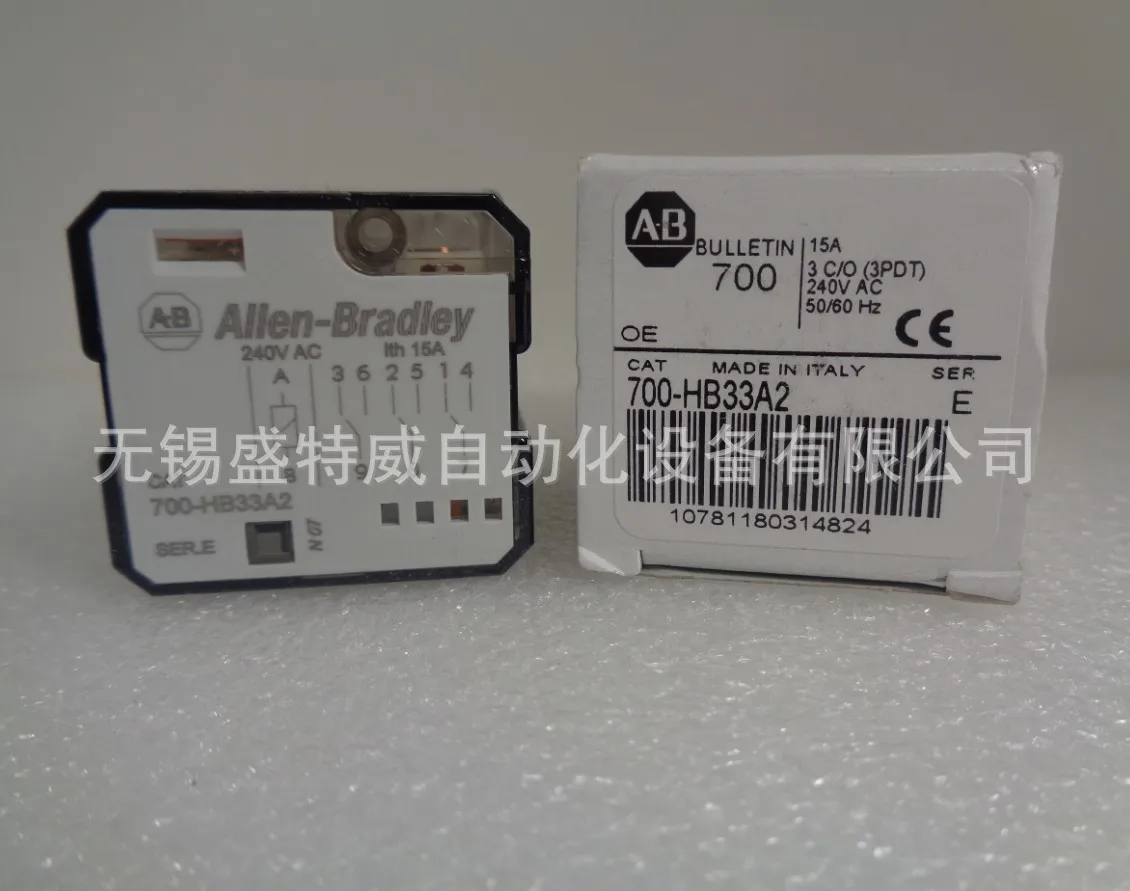 A-B Allen-Bradley
240V AC Ith 15A
A 3 6 2 5 1 4
B 9
700-HB33A2
SER.E
N 07
A-B
BULLETIN
700
15A
3 C/O (3PDT)
240V AC
50/60 Hz
OE CE
CAT MADE IN ITALY SER
700-HB33A2 E
10781180314824
无锡盛特威自动化设备有限公司